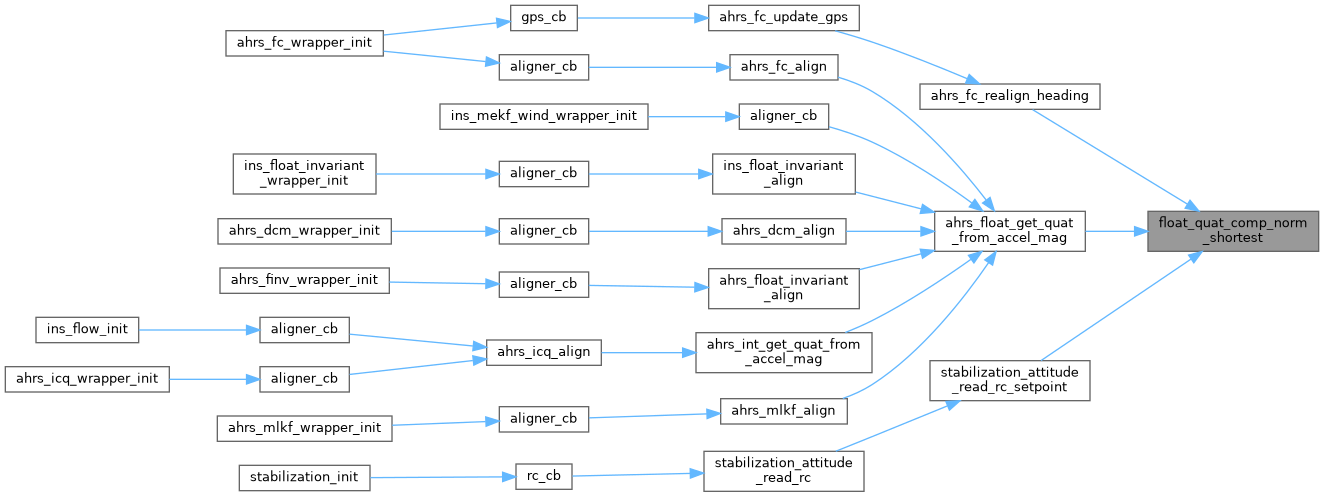 gps_cb
ahrs_fc_update_gps
ahrs_fc_wrapper_init
aligner_cb
ahrs_fc_align
ahrs_fc_realign_heading
ins_mekf_wind_wrapper_init
aligner_cb
ins_float_invariant
_wrapper_init
aligner_cb
ins_float_invariant
_align
ahrs_dcm_wrapper_init
aligner_cb
ahrs_dcm_align
ahrs_float_get_quat
_from_accel_mag
float_quat_comp_norm
_shortest
ahrs_finv_wrapper_init
aligner_cb
ahrs_float_invariant
_align
ins_flow_init
aligner_cb
ahrs_icq_align
ahrs_int_get_quat_from
_accel_mag
ahrs_icq_wrapper_init
aligner_cb
stabilization_attitude
_read_rc_setpoint
ahrs_mlkf_wrapper_init
aligner_cb
ahrs_mlkf_align
stabilization_init
rc_cb
stabilization_attitude
_read_rc